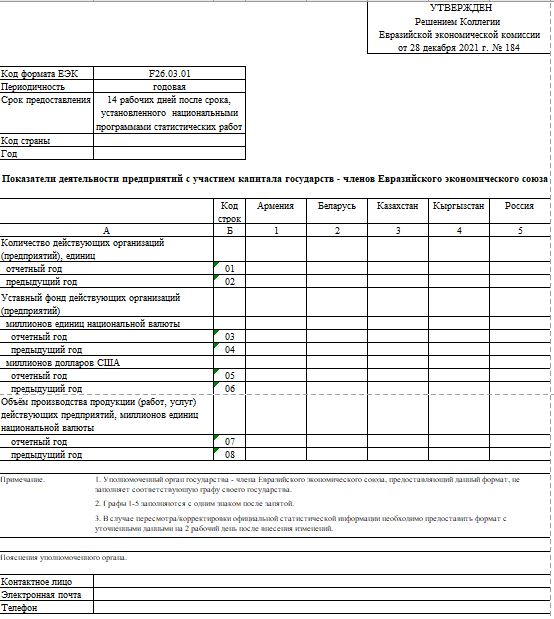 УТВЕРЖДЕН
Решением Коллегии
Евразийской экономической комиссии
от 28 декабря 2021 г. № 184
Код формата ЕЭК F26.03.01
Периодичность годовая
Срок предоставления 14 рабочих дней после срока,
установленного национальными
программами статистических работ
Код страны
Год
Показатели деятельности предприятий с участием капитала государств - членов Евразийского экономического союза
Код строк Армения Беларусь Казахстан Кыргызстан Россия
А Б 1 2 3 4 5
Количество действующих организаций
(предприятий), единиц
отчетный год 01
предыдущий год 02
Уставный фонд действующих организаций
(предприятий)
миллионов единиц национальной валюты
отчетный год 03
предыдущий год 04
миллионов долларов США
отчетный год 05
предыдущий год 06
Объём производства продукции (работ, услуг)
действующих предприятий, миллионов единиц
национальной валюты
отчетный год 07
предыдущий год 08
Примечание. 1. Уполномоченный орган государства - члена Евразийского экономического союза, предоставляющий данный формат, не
заполняет соответствующую графу своего государства.
2. Графы 1-5 заполняются с одним знаком после запятой.
3. В случае пересмотра/корректировки официальной статистической информации необходимо предоставить формат с
уточненными данными на 2 рабочий день после внесения изменений.
Пояснения уполномоченного органа.
Контактное лицо
Электронная почта
Телефон